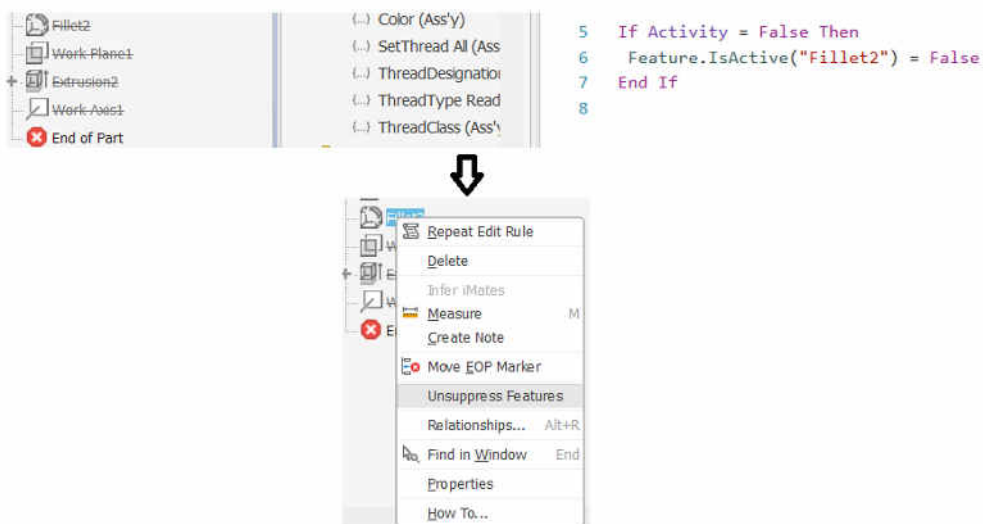 Fillet2
Work Plane1
Extrusion2
Work Axis1
End of Part
Color (Ass'y)
SetThread All (Ass
ThreadDesignation
ThreadType Read
ThreadClass (Ass'y
5 If Activity = False Then
6 Feature.IsActive("Fillet2") = False
7 End If
8
Fillet2
Repeat Edit Rule
Delete
Infer iMates
Measure M
Create Note
Move EOP Marker
Unsuppress Features
Relationships... Alt+R
Find in Window End
Properties
How To...